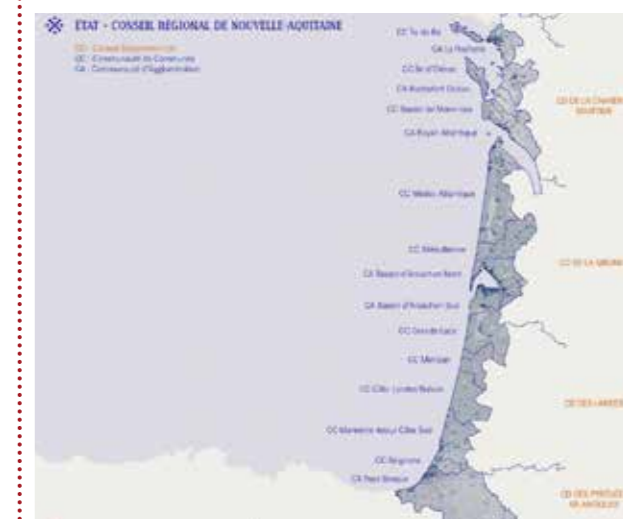 ETAT - CONSEIL RÉGIONAL DE NOUVELLE-AQUITAINE
CD : Conseil Départemental
CC : Communauté de Commune
CA : Communauté d'Agglomération
CC Île de Ré
CA La Rochelle
CC Île d'Oléron
CA Rochefort Océan
CC Bassin de Marennes
CA Royan Atlantique
CC Médoc Atlantique
CC Médullienne
CA Bassin d'Arcachon Nord
CA Bassin d'Arcachon Sud
CC Grands Lacs
CC Mimizan
CC Côte Landes Nature
CC Maremne Adour Côte Sud
CC Seignanx
CA Pays Basque
CD DE LA CHARENTE
MARITIME
CD DE LA GIRONDE
CD DES LANDES
CD DES PYRÉNÉES
ATLANTIQUES